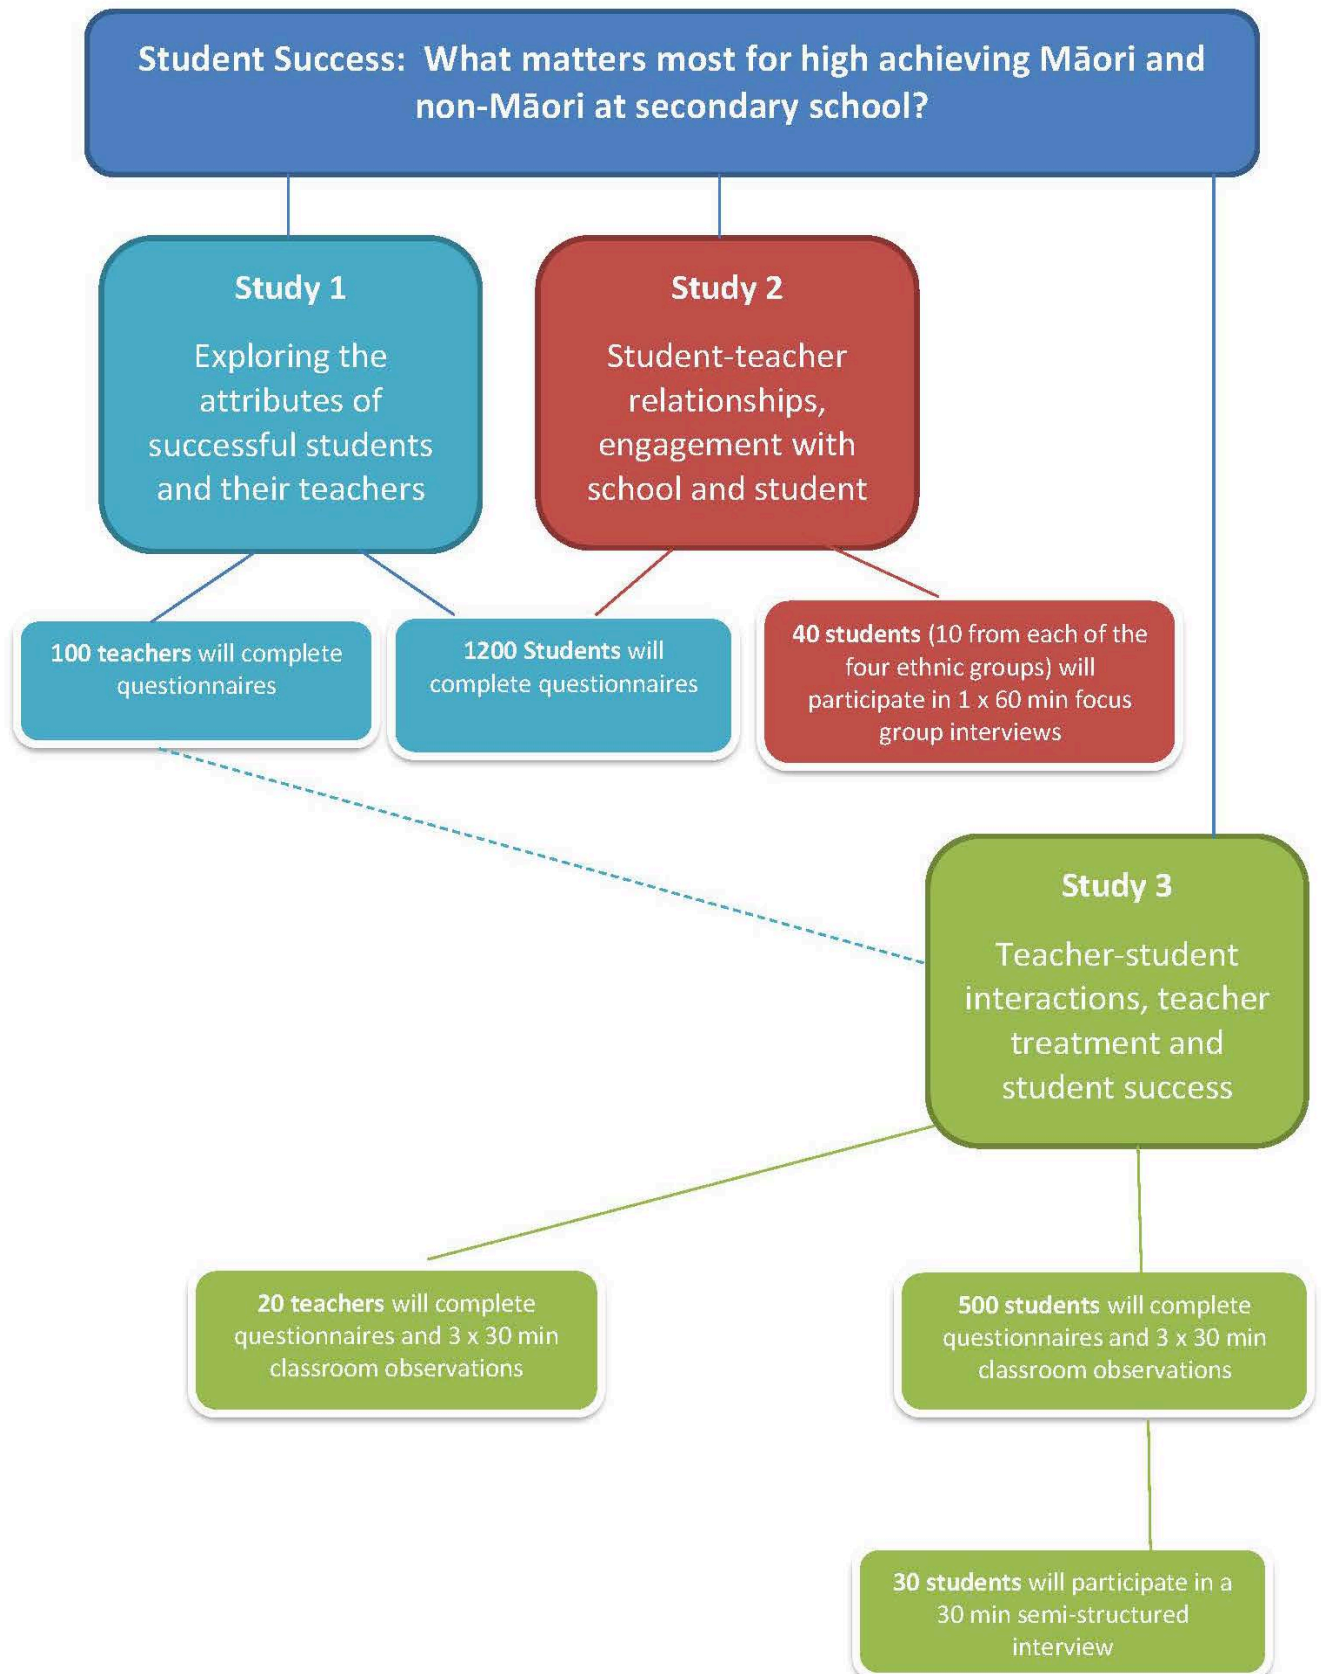 Student Success: What matters most for high achieving Māori and
non-Māori at secondary school?
Study 1
Exploring the
attributes of
successful students
and their teachers
Study 2
Student-teacher
relationships,
engagement with
school and student
100 teachers will complete
questionnaires
1200 Students will
complete questionnaires
40 students (10 from each of the
four ethnic groups) will
participate in 1 x 60 min focus
group interviews
Study 3
Teacher-student
interactions, teacher
treatment and
student success
20 teachers will complete
questionnaires and 3 x 30 min
classroom observations
500 students will complete
questionnaires and 3 x 30 min
classroom observations
30 students will participate in a
30 min semi-structured
interview